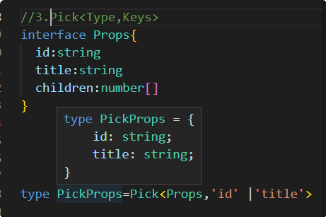 //3.Pick<Type,Keys>
interface Props{
  id:string
  title:string
  children:number[]
}
type PickProps = {
    id: string;
    title: string;
}
type PickProps=Pick<Props,'id' |'title'>